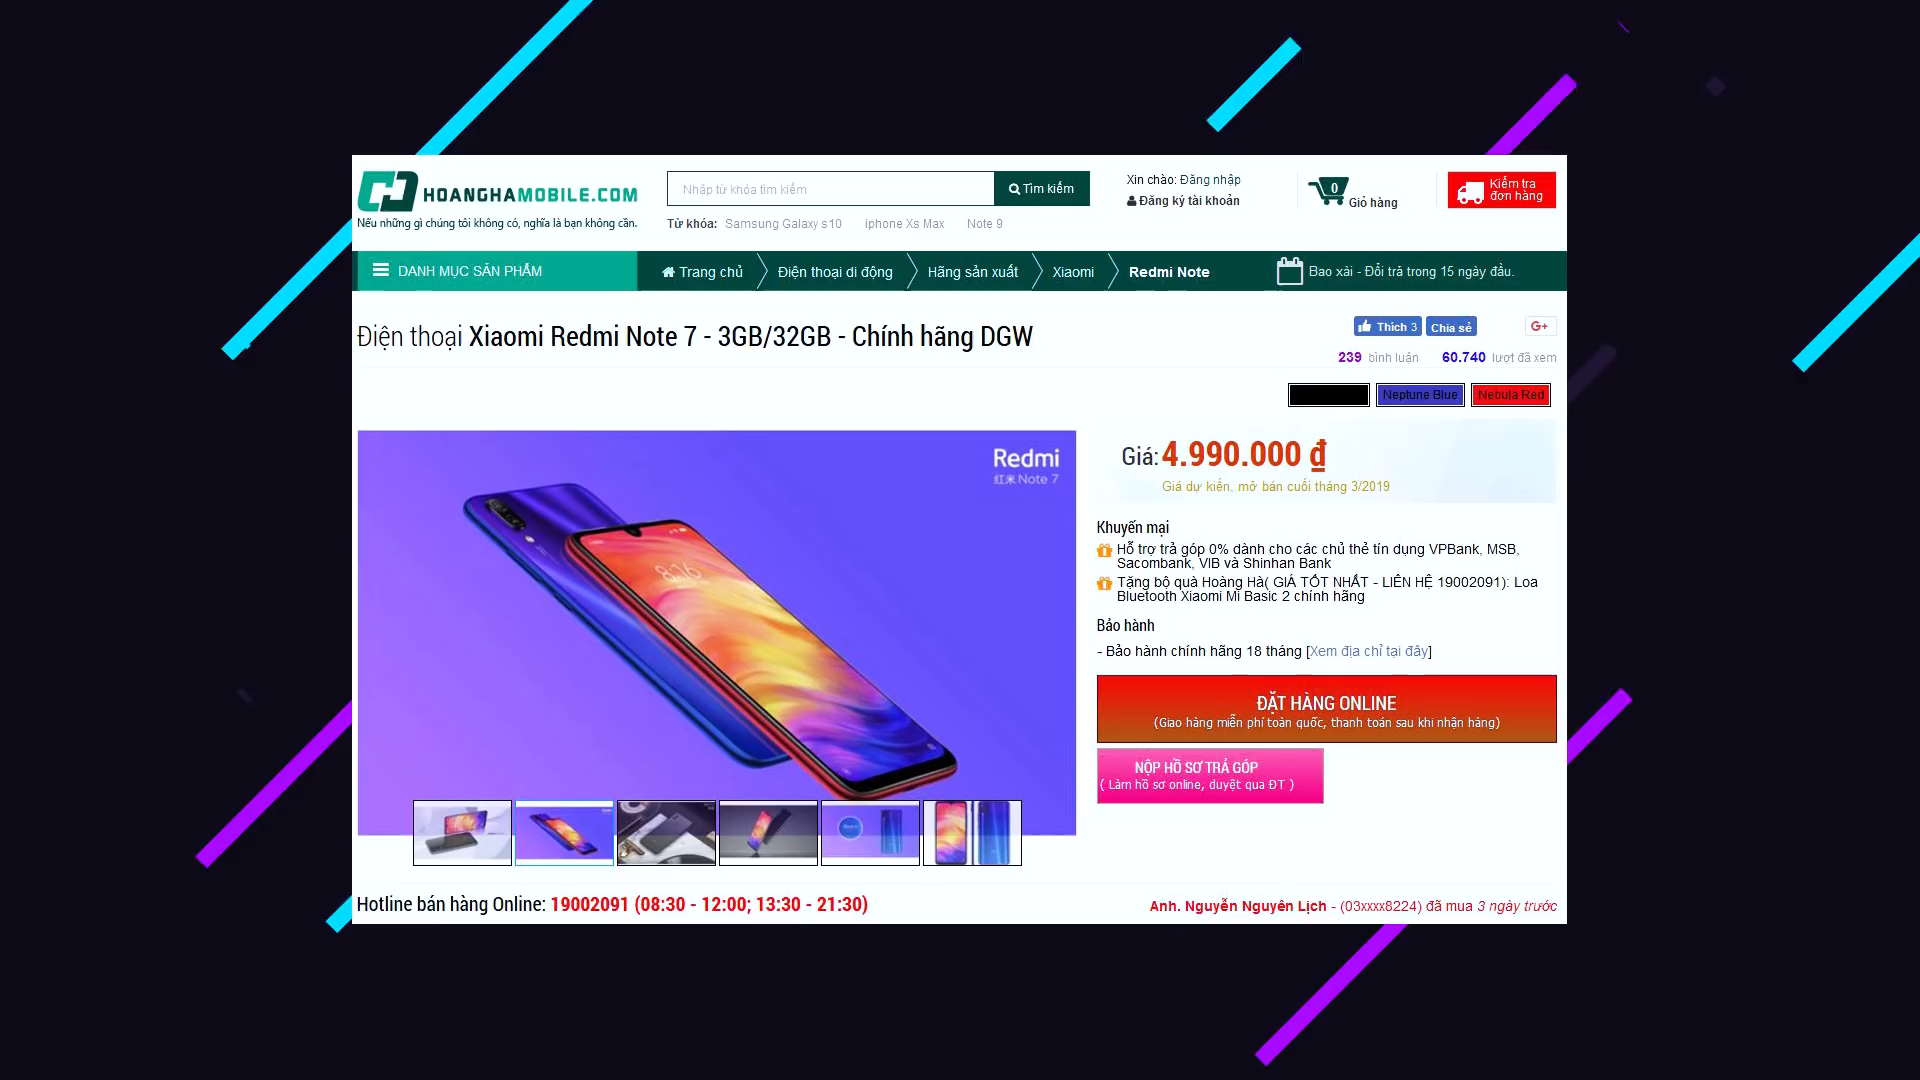 HOANGHAMOBILE.COM
Nếu những gì chúng tôi không có, nghĩa là bạn không cần.
Nhập từ khóa tìm kiếm
Tìm kiếm
Từ khóa: Samsung Galaxy s10 iphone Xs Max Note 9
Xin chào: Đăng nhập
Đăng ký tài khoản
0
Giỏ hàng
Kiểm tra
đơn hàng
DANH MỤC SẢN PHẨM
Trang chủ
Điện thoại di động
Hãng sản xuất
Xiaomi
Redmi Note
Bao xài - Đổi trả trong 15 ngày đầu.
Điện thoại Xiaomi Redmi Note 7 - 3GB/32GB - Chính hãng DGW
Thích 3
Chia sẻ
G+
239 bình luận 60.740 lượt đã xem
Neptune Blue
Nebula Red
Redmi
红米Note 7
8:16
Giá: 4.990.000 ₫
Giá dự kiến, mở bán cuối tháng 3/2019
Khuyến mại
Hỗ trợ trả góp 0% dành cho các chủ thẻ tín dụng VPBank, MSB,
Sacombank, VIB và Shinhan Bank
Tặng bộ quà Hoàng Hà( GIÁ TỐT NHẤT - LIÊN HỆ 19002091): Loa
Bluetooth Xiaomi Mi Basic 2 chính hãng
Bảo hành
- Bảo hành chính hãng 18 tháng [Xem địa chỉ tại đây]
ĐẶT HÀNG ONLINE
(Giao hàng miễn phí toàn quốc, thanh toán sau khi nhận hàng)
NỘP HỒ SƠ TRẢ GÓP
( Làm hồ sơ online, duyệt qua ĐT )
Hotline bán hàng Online: 19002091 (08:30 - 12:00; 13:30 - 21:30)
Anh. Nguyễn Nguyên Lịch - (03xxxx8224) đã mua 3 ngày trước